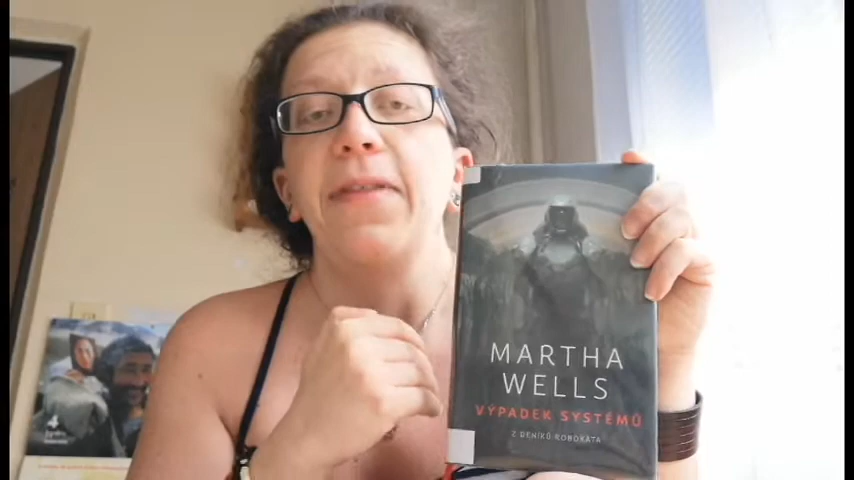 MARTHA
WELLS
VÝPADEK SYSTÉMŮ
Z DENÍKŮ ROBOKATA